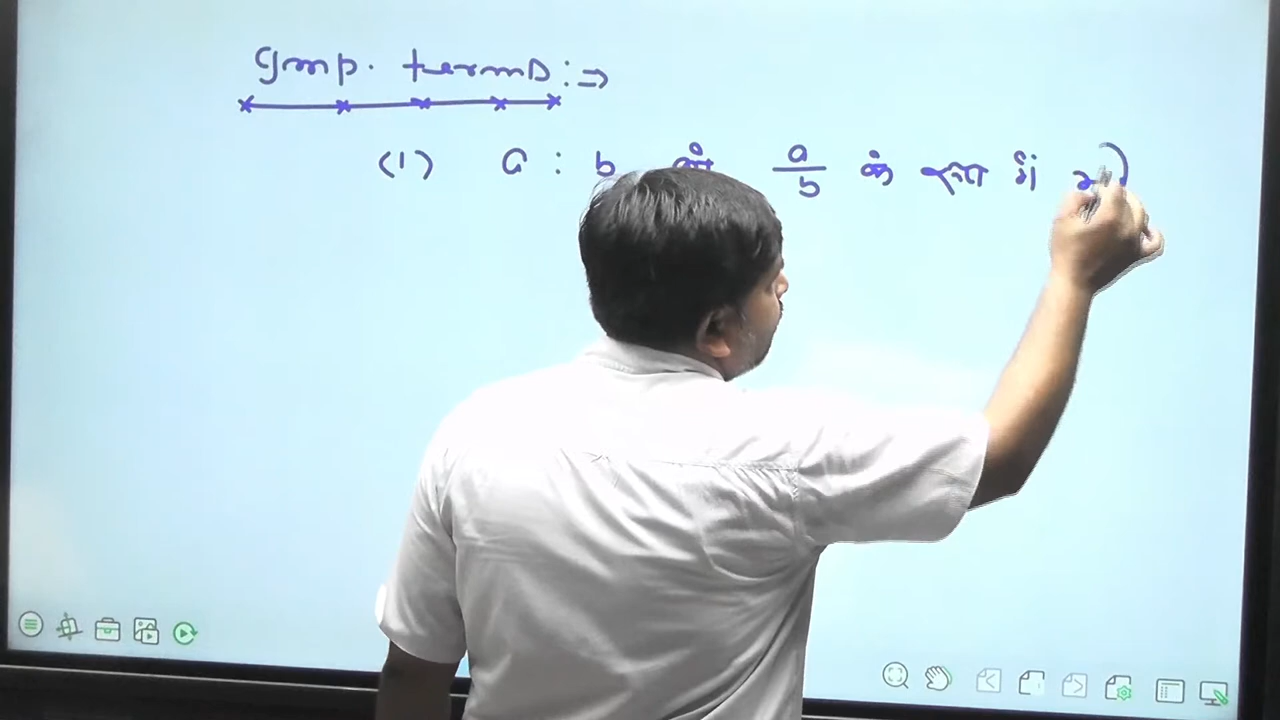 Imp. terms :⇒
(1) a : b को a/b के रूप में